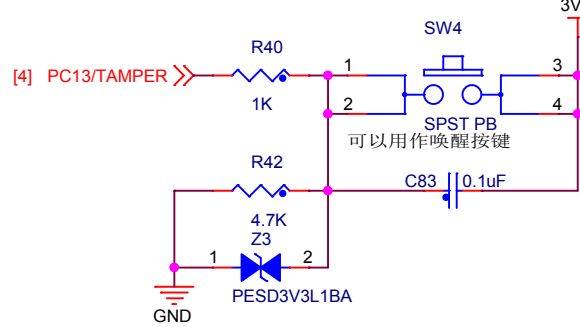 3V
SW4
R40
[4] PC13/TAMPER
1
3
1K
2
4
SPST PB
可以用作唤醒按键
R42
C83
0.1uF
4.7K
Z3
1
2
PESD3V3L1BA
GND